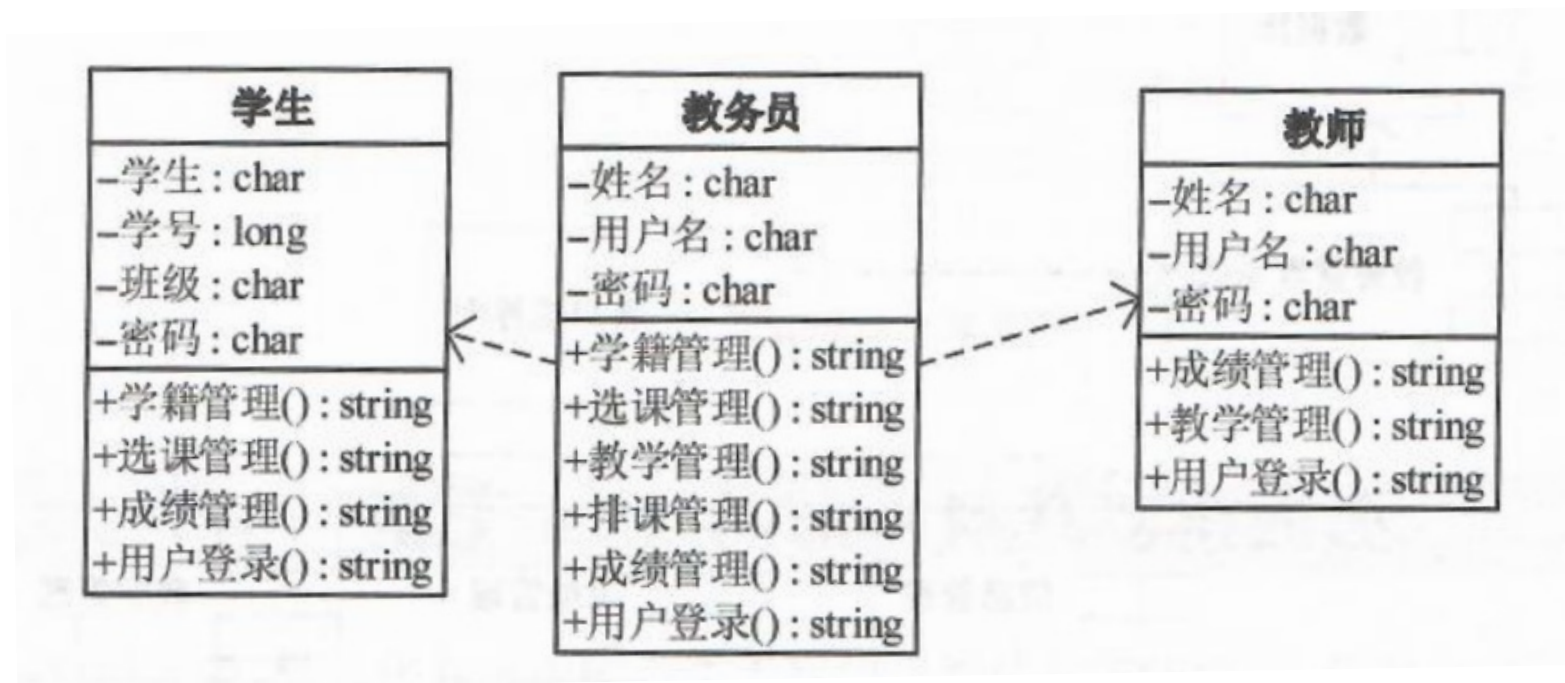 学生
-学生: char
-学号: long
-班级: char
-密码: char
+学籍管理(): string
+选课管理(): string
+成绩管理(): string
+用户登录(): string
教务员
-姓名: char
-用户名: char
-密码: char
+学籍管理(): string
+选课管理(): string
+教学管理(): string
+排课管理(): string
+成绩管理(): string
+用户登录(): string
教师
-姓名: char
-用户名: char
-密码: char
+成绩管理(): string
+教学管理(): string
+用户登录(): string